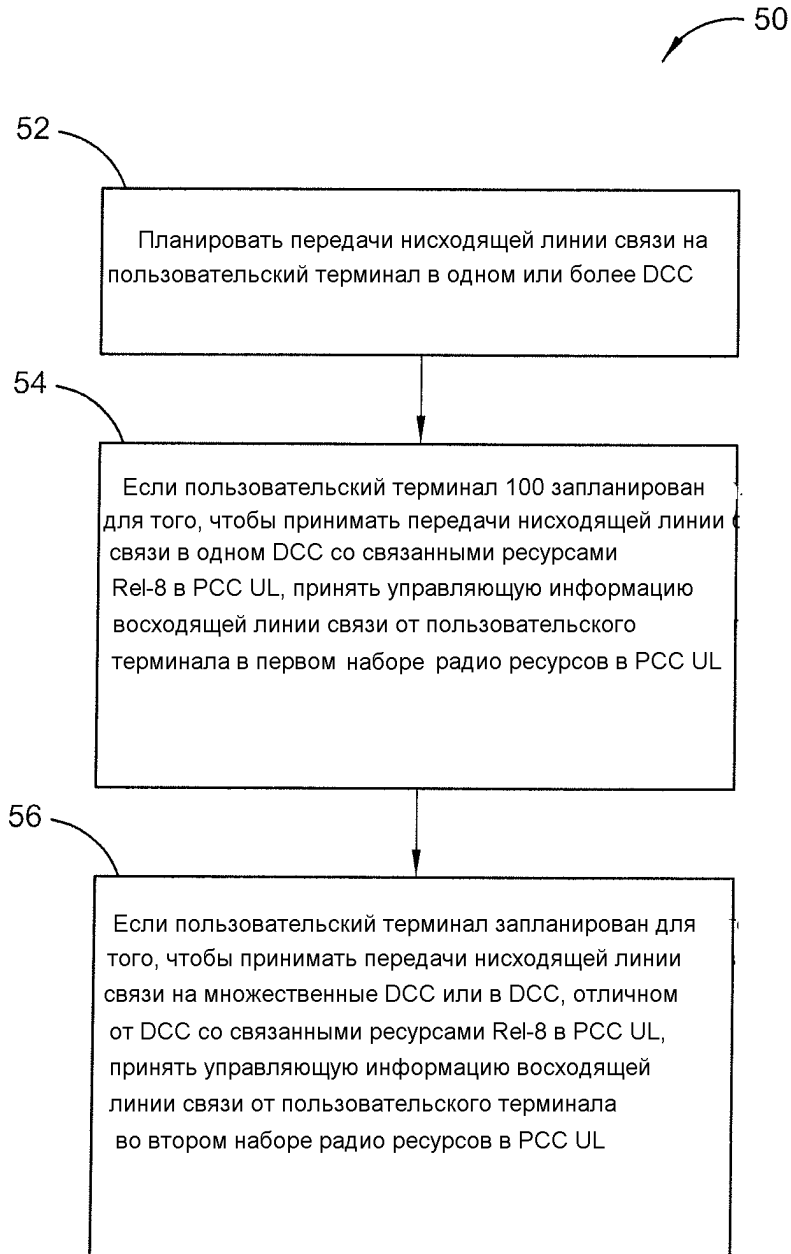 50
52
Планировать передачи нисходящей линии связи на
пользовательский терминал в одном или более DCC
54
Если пользовательский терминал 100 запланирован
для того, чтобы принимать передачи нисходящей линии
связи в одном DCC со связанными ресурсами
Rel-8 в PCC UL, принять управляющую информацию
восходящей линии связи от пользовательского
терминала в первом наборе радио ресурсов в PCC UL
56
Если пользовательский терминал запланирован для
того, чтобы принимать передачи нисходящей линии
связи на множественные DCC или в DCC, отличном
от DCC со связанными ресурсами Rel-8 в PCC UL,
принять управляющую информацию восходящей
линии связи от пользовательского терминала
во втором наборе радио ресурсов в PCC UL